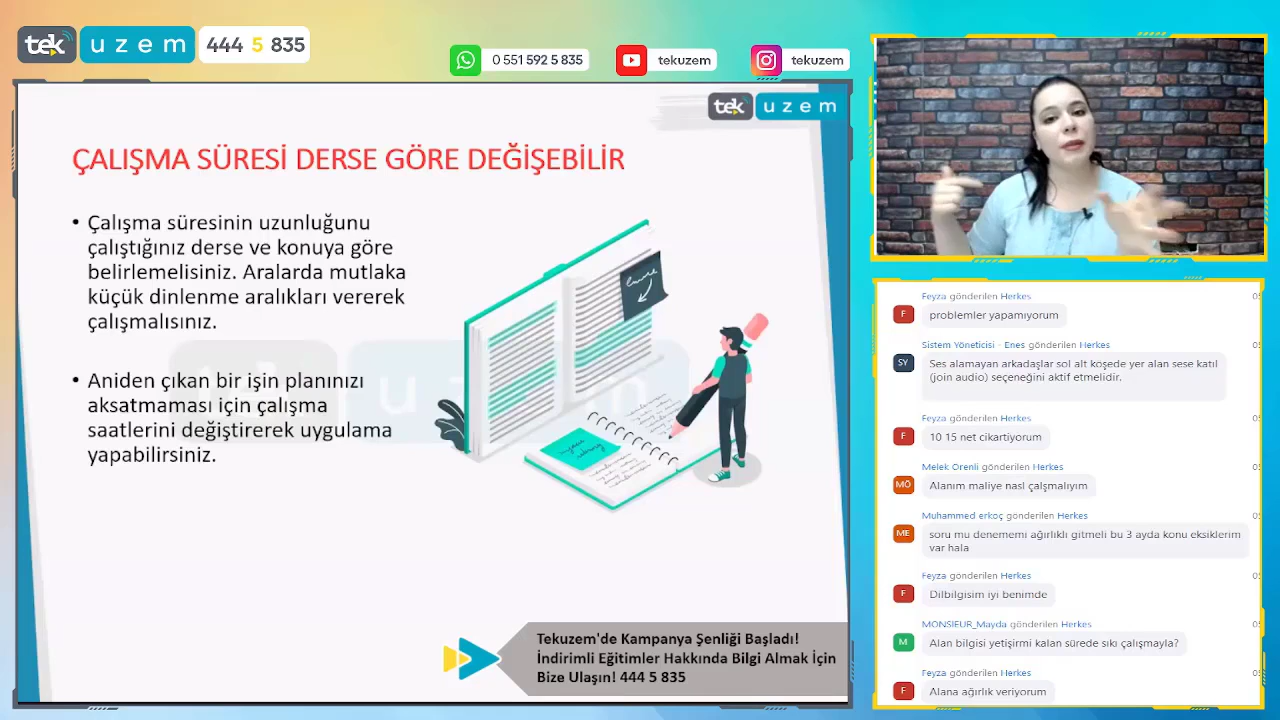 tek uzem 444 5 835
0 551 592 5 835
tekuzem
tekuzem
tek uzem
ÇALIŞMA SÜRESİ DERSE GÖRE DEĞİŞEBİLİR
• Çalışma süresinin uzunluğunu
çalıştığınız derse ve konuya göre
belirlemelisiniz. Aralarda mutlaka
küçük dinlenme aralıkları vererek
çalışmalısınız.
• Aniden çıkan bir işin planınızı
aksatmaması için çalışma
saatlerini değiştirerek uygulama
yapabilirsiniz.
Tekuzem'de Kampanya Şenliği Başladı!
İndirimli Eğitimler Hakkında Bilgi Almak İçin
Bize Ulaşın! 444 5 835
Feyza gönderilen Herkes
F
problemler yapamıyorum
Sistem Yöneticisi - Enes gönderilen Herkes
SY
Ses alamayan arkadaşlar sol alt köşede yer alan sese katıl
(join audio) seçeneğini aktif etmelidir.
Feyza gönderilen Herkes
F
10 15 net cikartiyorum
Melek Orenli gönderilen Herkes
MÖ
Alanım maliye nasl çalşmalıyım
Muhammed erkoç gönderilen Herkes
ME
soru mu denememi ağırlıklı gitmeli bu 3 ayda konu eksiklerim
var hala
Feyza gönderilen Herkes
F
Dilbilgisim iyi benimde
MONSIEUR_Mayda gönderilen Herkes
M
Alan bilgisi yetişirmi kalan sürede sıkı çalışmayla?
Feyza gönderilen Herkes
F
Alana ağırlık veriyorum